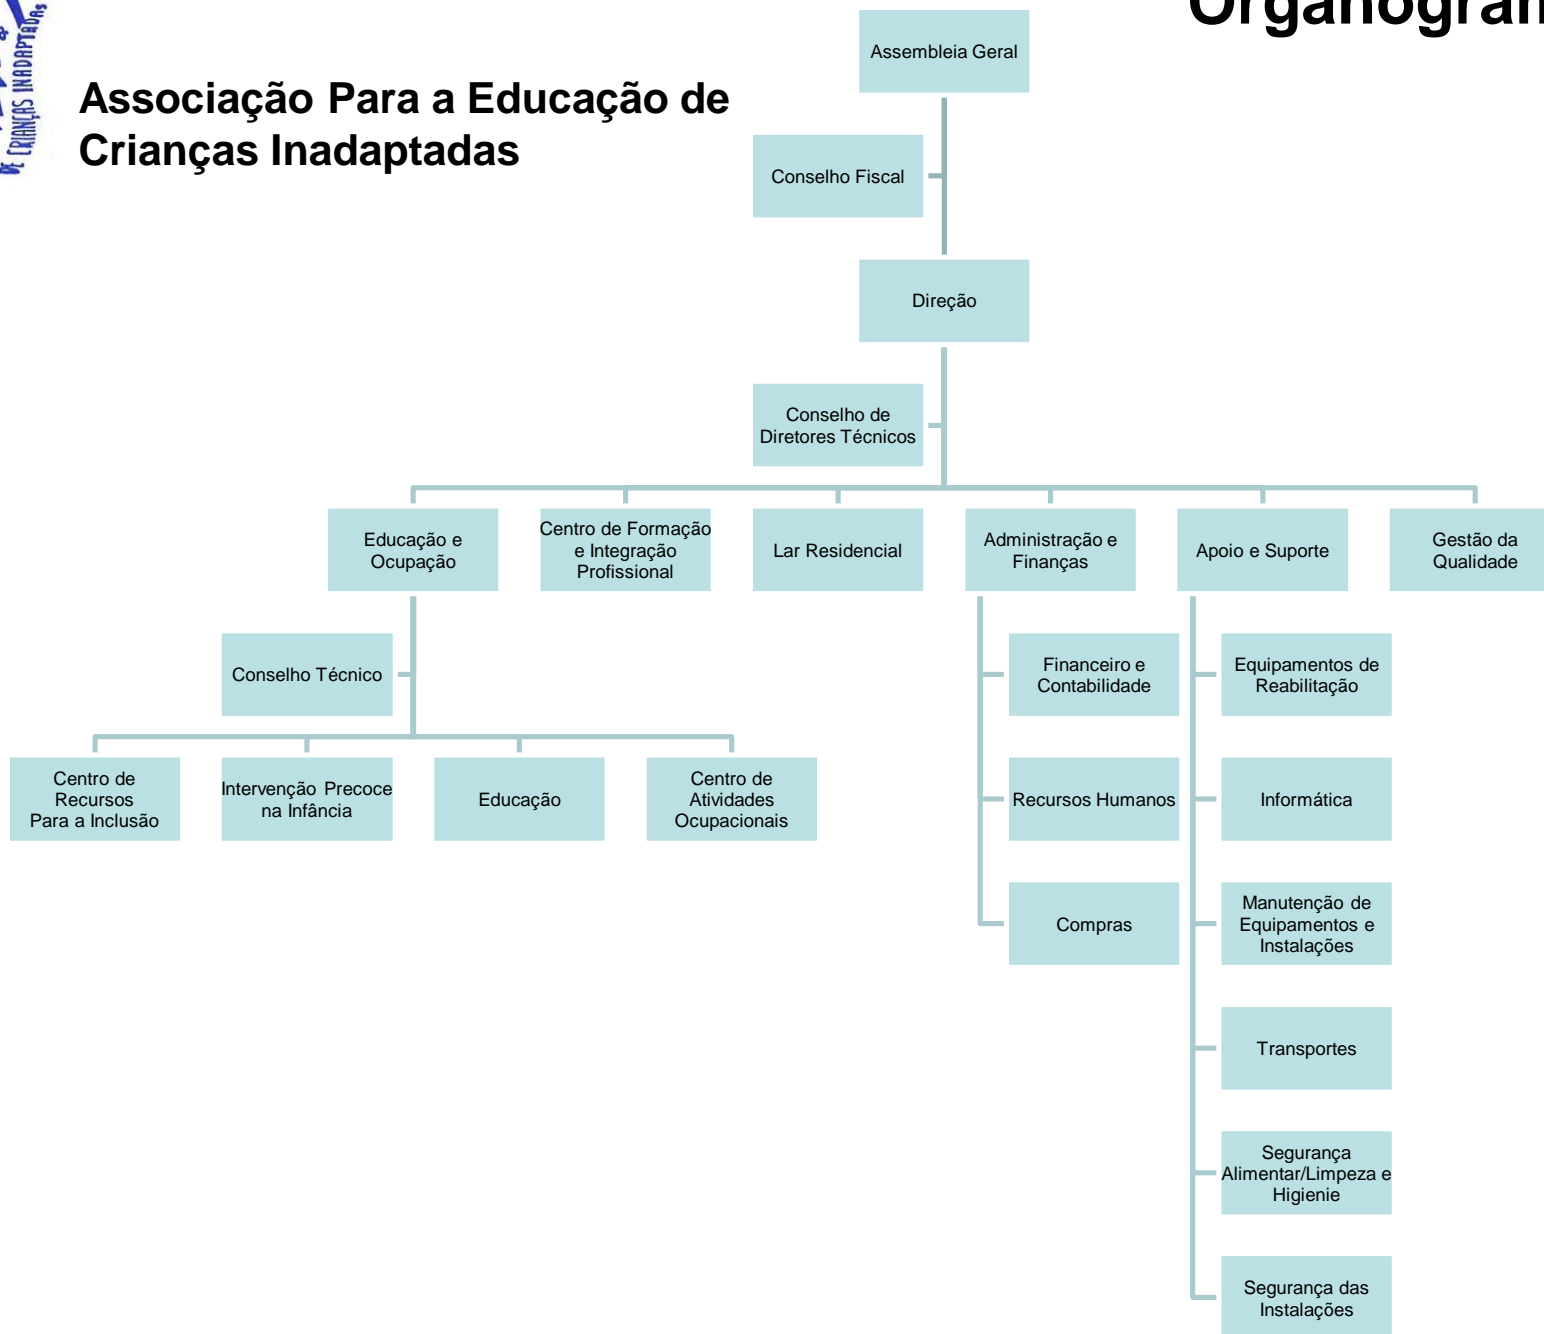 Organogram
Associação Para a Educação de
Crianças Inadaptadas
DE CRIANÇAS INADAPTADAS
Assembleia Geral
Conselho Fiscal
Direção
Conselho de
Diretores Técnicos
Educação e
Ocupação
Centro de Formação
e Integração
Profissional
Lar Residencial
Administração e
Finanças
Apoio e Suporte
Gestão da
Qualidade
Conselho Técnico
Centro de
Recursos
Para a Inclusão
Intervenção Precoce
na Infância
Educação
Centro de
Atividades
Ocupacionais
Financeiro e
Contabilidade
Recursos Humanos
Compras
Equipamentos de
Reabilitação
Informática
Manutenção de
Equipamentos e
Instalações
Transportes
Segurança
Alimentar/Limpeza e
Higienie
Segurança das
Instalações